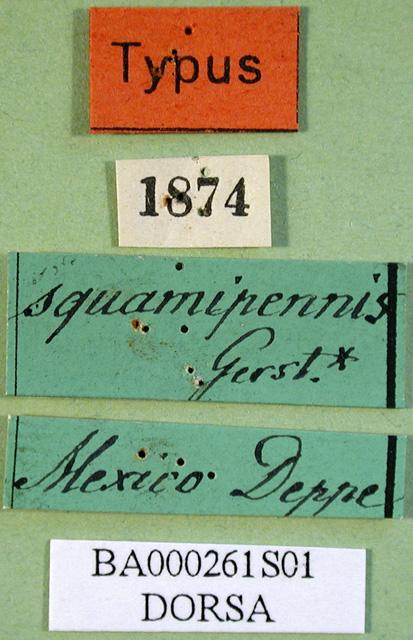 Typus
1874
squamipennis
Gerst.*
Mexico Deppe
BA000261S01
DORSA